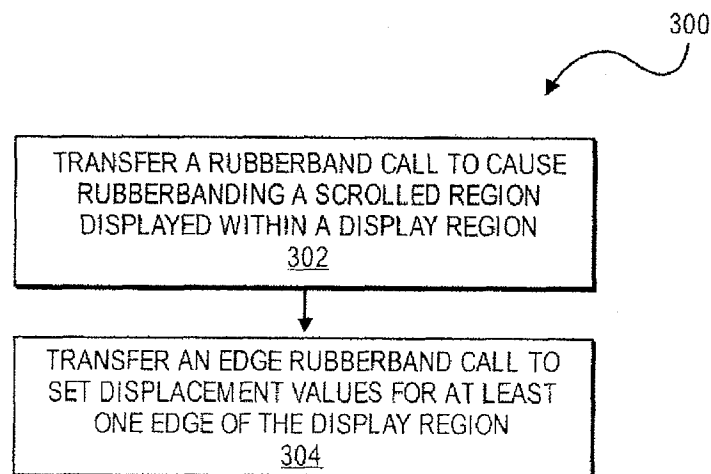 300
TRANSFER A RUBBERBAND CALL TO CAUSE
RUBBERBANDING A SCROLLED REGION
DISPLAYED WITHIN A DISPLAY REGION
302
TRANSFER AN EDGE RUBBERBAND CALL TO
SET DISPLACEMENT VALUES FOR AT LEAST
ONE EDGE OF THE DISPLAY REGION
304